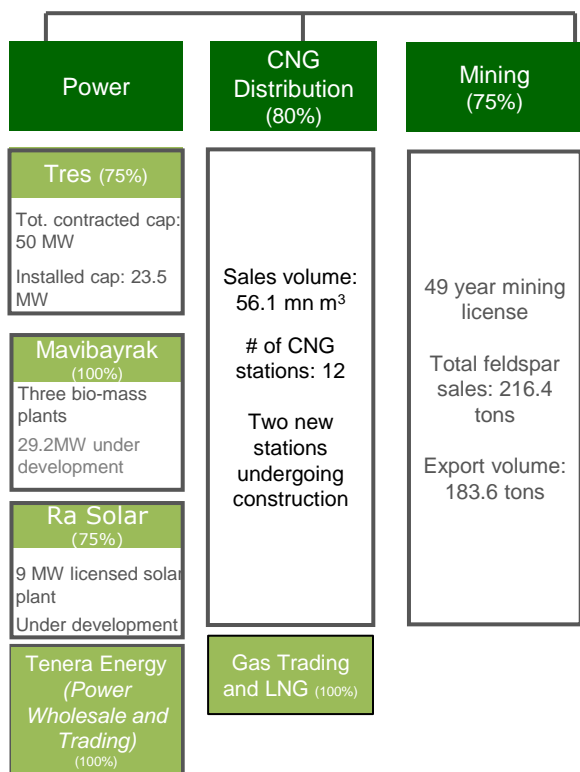 Power
Tres (75%)
Tot. contracted cap:
50 MW
Installed cap: 23.5
MW
Mavibayrak
(100%)
Three bio-mass
plants
29.2MW under
development
Ra Solar
(75%)
9 MW licensed solar
plant
Under development
Tenera Energy
(Power
Wholesale and
Trading)
(100%)
CNG
Distribution
(80%)
Sales volume:
56.1 mn m³
# of CNG
stations: 12
Two new
stations
undergoing
construction
Gas Trading
and LNG (100%)
Mining
(75%)
49 year mining
license
Total feldspar
sales: 216.4
tons
Export volume:
183.6 tons